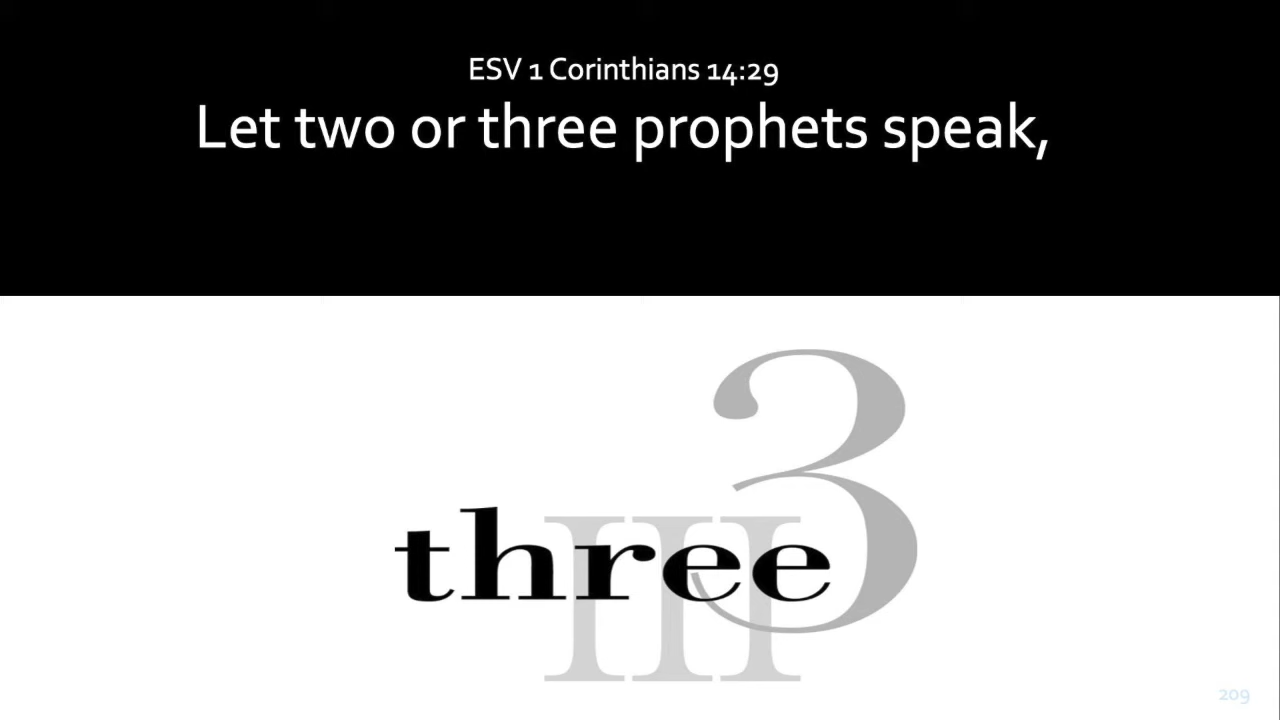 ESV 1 Corinthians 14:29
Let two or three prophets speak,
3
three
III
209